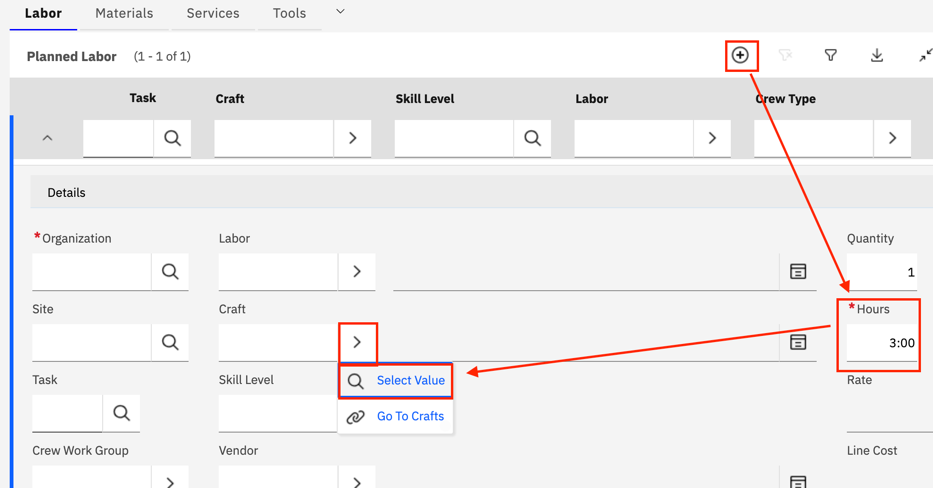 Labor Materials Services Tools
Planned Labor (1 - 1 of 1)
Task Craft Skill Level Labor Crew Type
Details
*Organization Labor Quantity
1
Site Craft *Hours
3:00
Task Skill Level Select Value Rate
Go To Crafts
Crew Work Group Vendor Line Cost